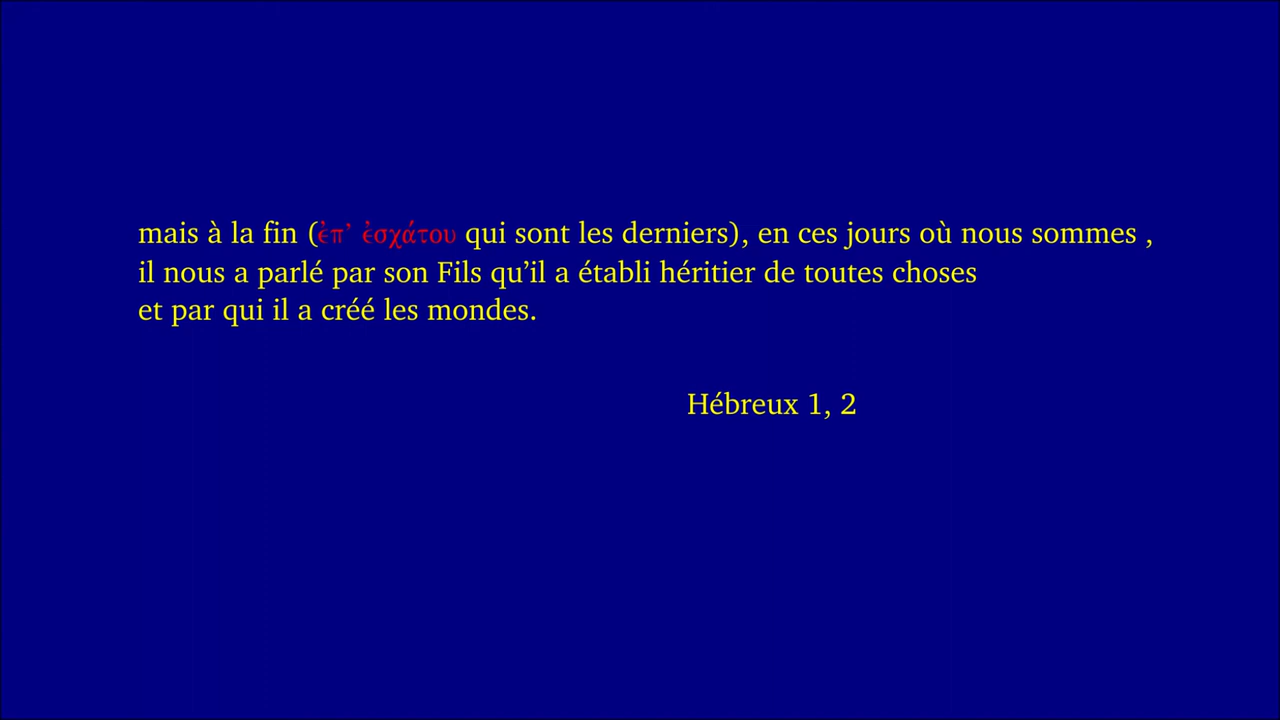 mais à la fin (ἐπ’ ἐσχάτου qui sont les derniers), en ces jours où nous sommes ,
il nous a parlé par son Fils qu’il a établi héritier de toutes choses
et par qui il a créé les mondes.
Hébreux 1, 2